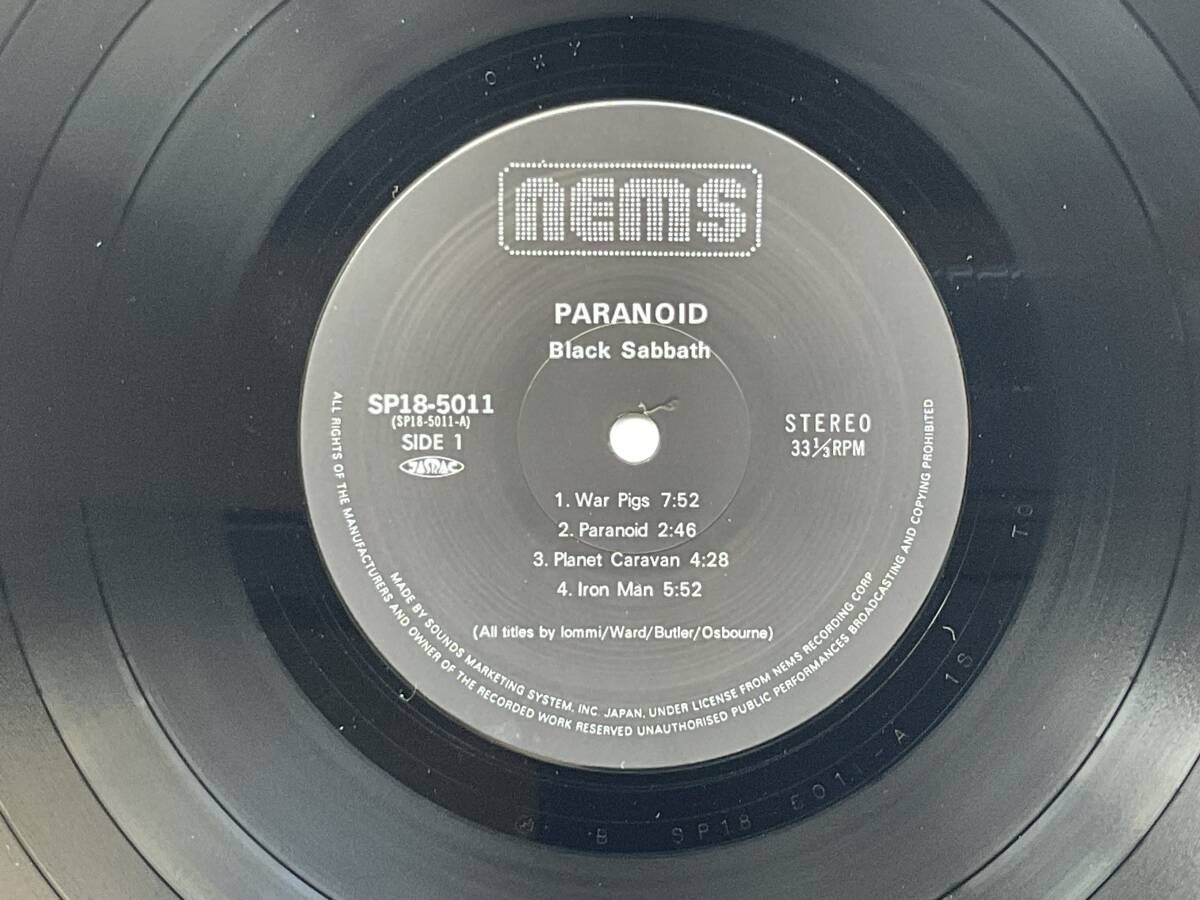 nems
PARANOID
Black Sabbath
SP18-5011
(SP18-5011-A)
SIDE 1
JASRAC
STEREO
33⅓RPM
1. War Pigs 7:52
2. Paranoid 2:46
3. Planet Caravan 4:28
4. Iron Man 5:52
(All titles by Iommi/Ward/Butler/Osbourne)
MADE BY SOUNDS MARKETING SYSTEM, INC. JAPAN, UNDER LICENSE FROM NEMS RECORDING CORP
ALL RIGHTS OF THE MANUFACTURERS AND OWNER OF THE RECORDED WORK RESERVED UNAUTHORISED PUBLIC PERFORMANCES BROADCASTING AND COPYING PROHIBITED
OXY
B SP18 5011-A 1S